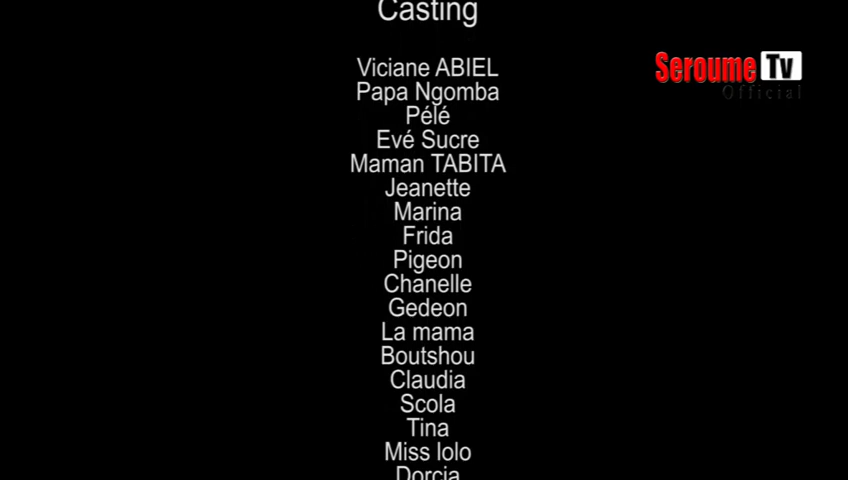 Casting
Viciane ABIEL
Papa Ngomba
Pélé
Evé Sucre
Maman TABITA
Jeanette
Marina
Frida
Pigeon
Chanelle
Gedeon
La mama
Boutshou
Claudia
Scola
Tina
Miss lolo
Dorcia
Seroume Tv
Official